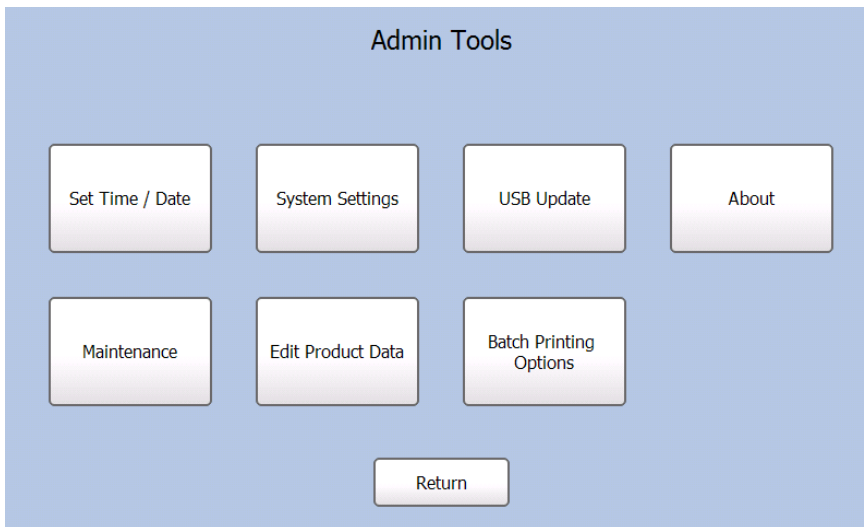 Admin Tools
Set Time / Date
System Settings
USB Update
About
Maintenance
Edit Product Data
Batch Printing
Options
Return